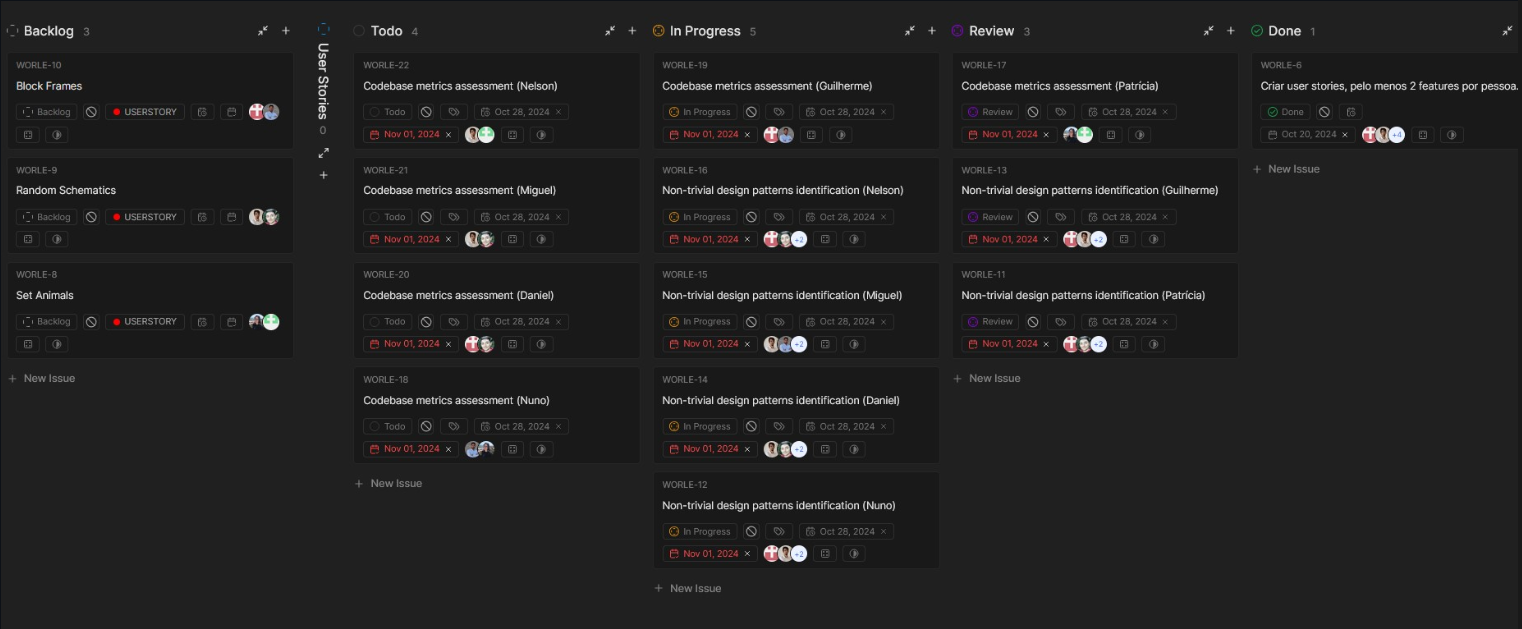 Backlog 3
WORLE-10
Block Frames
Backlog USERSTORY
WORLE-9
Random Schematics
Backlog USERSTORY
WORLE-8
Set Animals
Backlog USERSTORY
New Issue
User Stories 0
Todo 4
WORLE-22
Codebase metrics assessment (Nelson)
Todo Oct 28, 2024
Nov 01, 2024
WORLE-21
Codebase metrics assessment (Miguel)
Todo Oct 28, 2024
Nov 01, 2024
WORLE-20
Codebase metrics assessment (Daniel)
Todo Oct 28, 2024
Nov 01, 2024
WORLE-18
Codebase metrics assessment (Nuno)
Todo Oct 28, 2024
Nov 01, 2024
New Issue
In Progress 5
WORLE-19
Codebase metrics assessment (Guilherme)
In Progress Oct 28, 2024
Nov 01, 2024
WORLE-16
Non-trivial design patterns identification (Nelson)
In Progress Oct 28, 2024
Nov 01, 2024 +2
WORLE-15
Non-trivial design patterns identification (Miguel)
In Progress Oct 28, 2024
Nov 01, 2024 +2
WORLE-14
Non-trivial design patterns identification (Daniel)
In Progress Oct 28, 2024
Nov 01, 2024 +2
WORLE-12
Non-trivial design patterns identification (Nuno)
In Progress Oct 28, 2024
Nov 01, 2024 +2
New Issue
Review 3
WORLE-17
Codebase metrics assessment (Patrícia)
Review Oct 28, 2024
Nov 01, 2024
WORLE-13
Non-trivial design patterns identification (Guilherme)
Review Oct 28, 2024
Nov 01, 2024 +2
WORLE-11
Non-trivial design patterns identification (Patrícia)
Review Oct 28, 2024
Nov 01, 2024 +2
New Issue
Done 1
WORLE-6
Criar user stories, pelo menos 2 features por pessoa.
Done
Oct 20, 2024 +4
New Issue